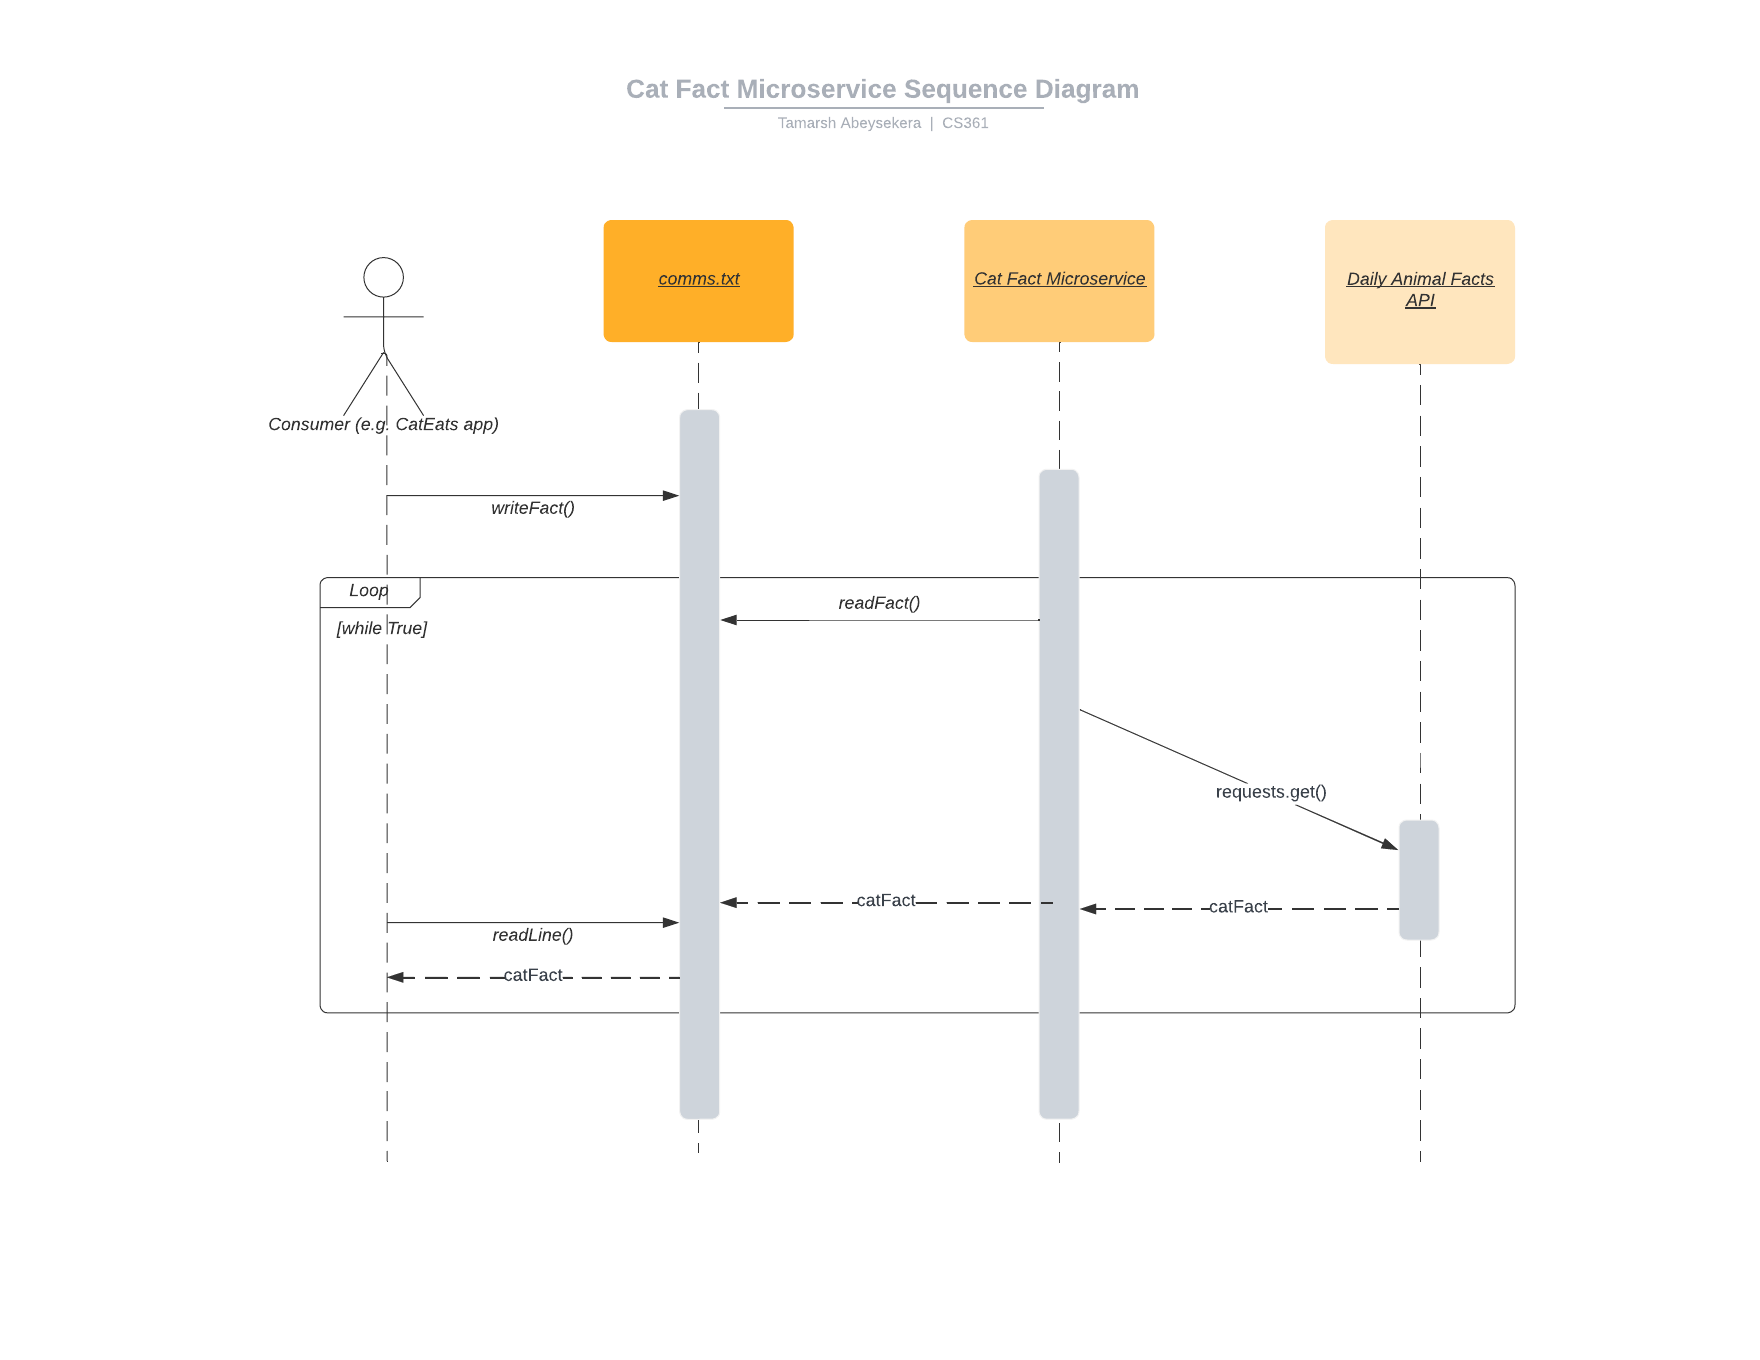 Cat Fact Microservice Sequence Diagram
Tamarsh Abeysekera | CS361
comms.txt
Cat Fact Microservice
Daily Animal Facts
API
Consumer (e.g. CatEats app)
writeFact()
Loop
[while True]
readFact()
requests.get()
catFact
catFact
readLine()
catFact